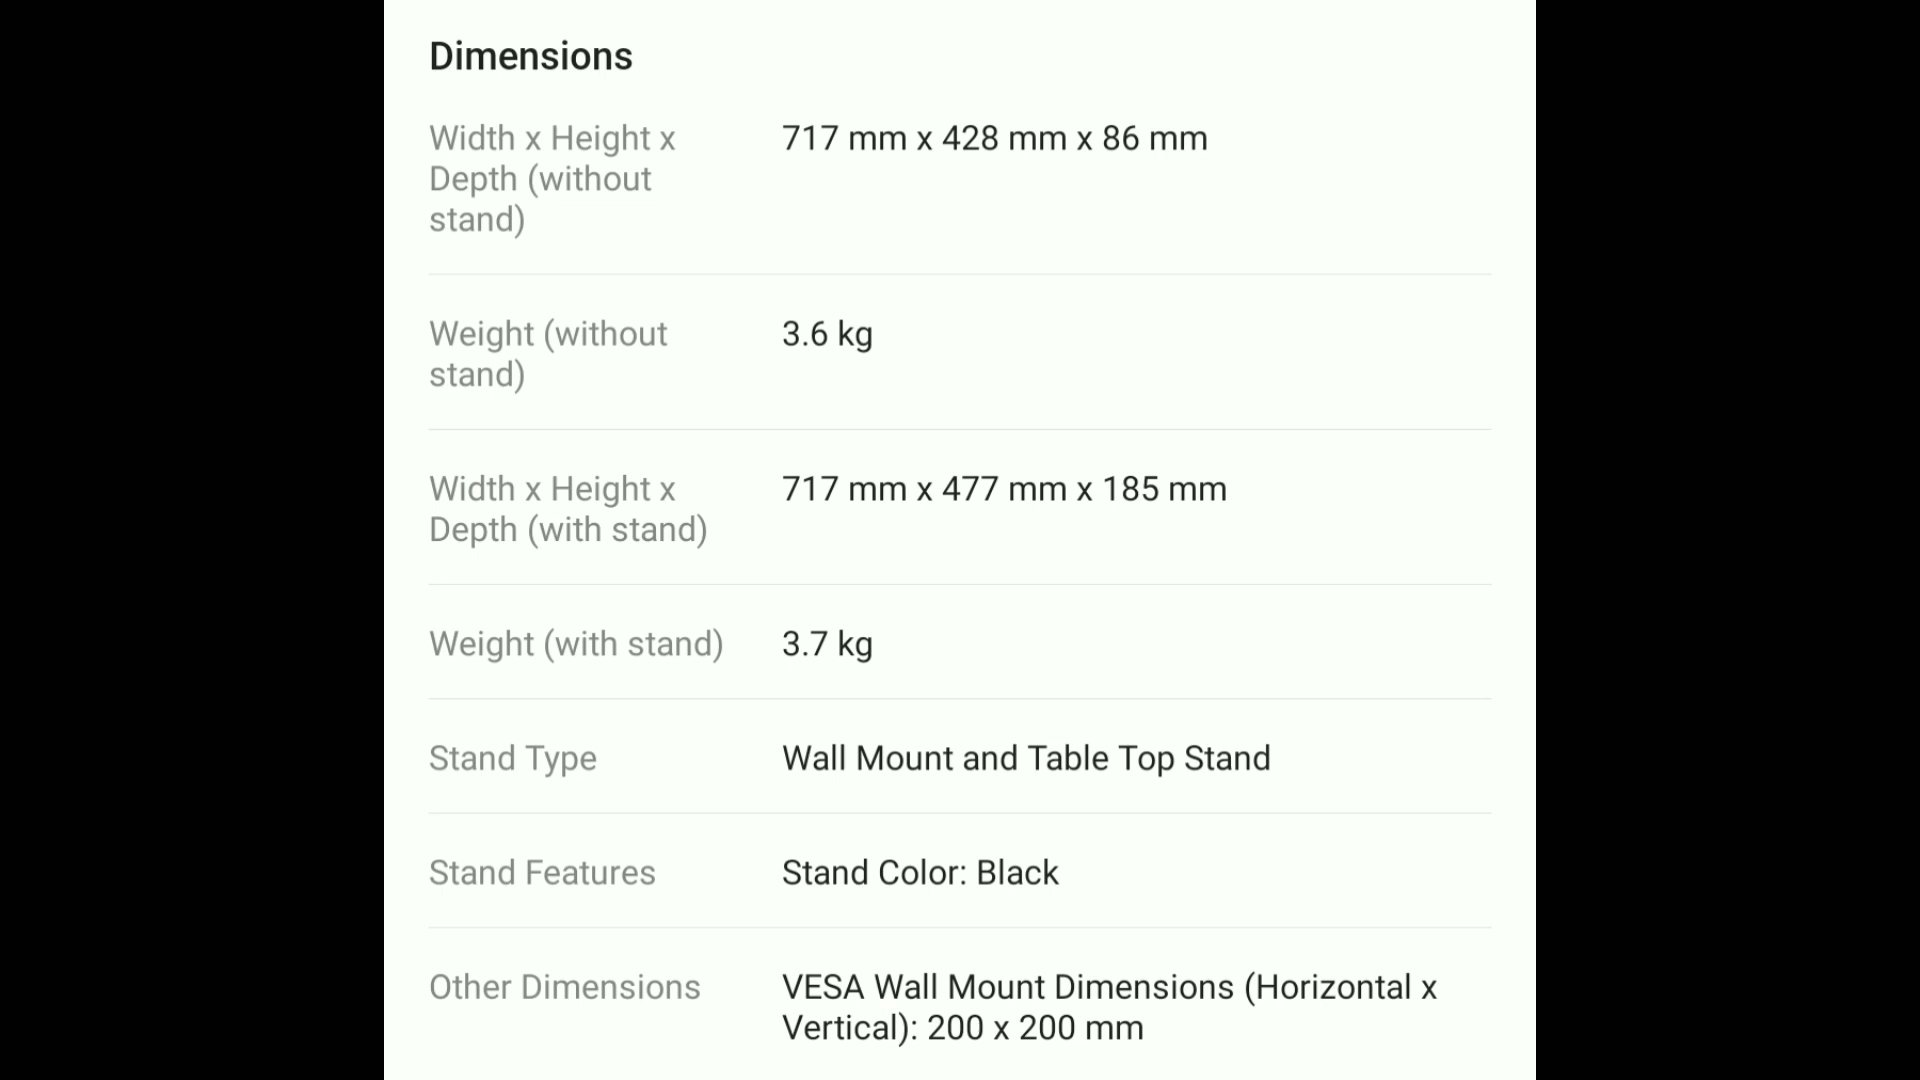 Dimensions
Width x Height x
Depth (without
stand)
717 mm x 428 mm x 86 mm
Weight (without
stand)
3.6 kg
Width x Height x
Depth (with stand)
717 mm x 477 mm x 185 mm
Weight (with stand)
3.7 kg
Stand Type
Wall Mount and Table Top Stand
Stand Features
Stand Color: Black
Other Dimensions
VESA Wall Mount Dimensions (Horizontal x
Vertical): 200 x 200 mm